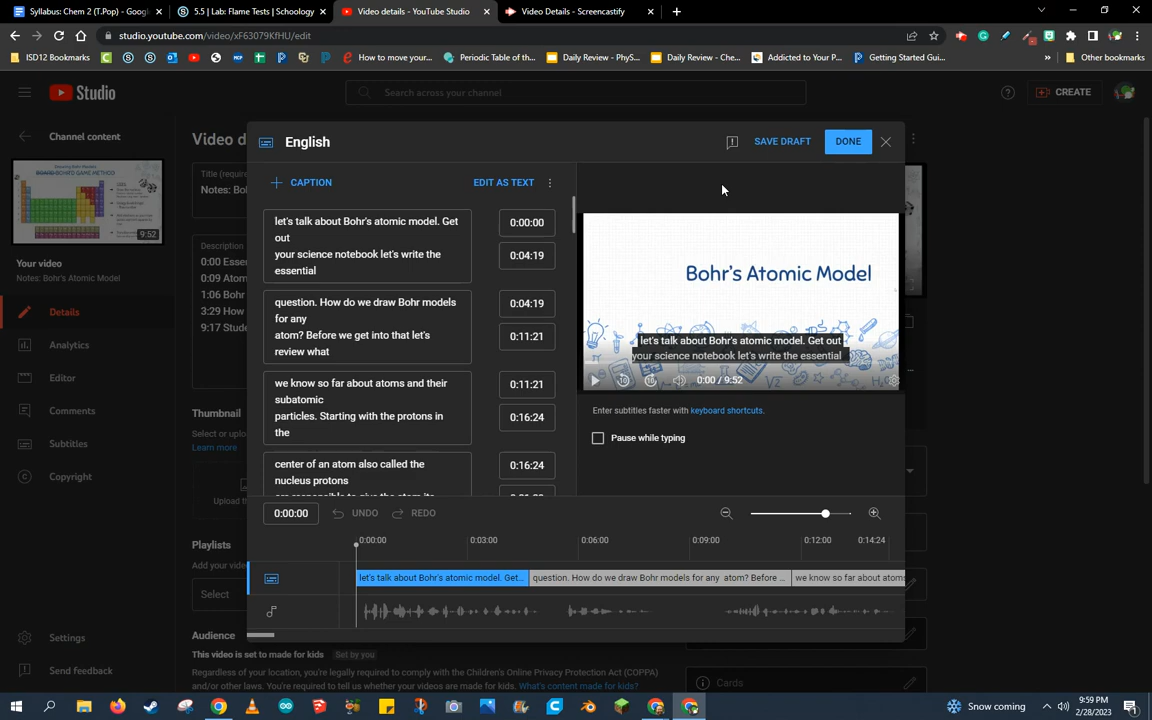 Syllabus: Chem 2 (T.Pop) - Googl
5.5 | Lab: Flame Tests | Schoology
Video details - YouTube Studio
Video Details - Screencastify
studio.youtube.com/video/xF63079KfHU/edit
ISD12 Bookmarks
How to move your...
Periodic Table of th...
Daily Review - PhyS...
Daily Review - Che...
Addicted to Your P...
Getting Started Gui...
Other bookmarks
Studio
Search across your channel
CREATE
Channel content
Video d
English
SAVE DRAFT
DONE
Title (require
Notes: Bo
CAPTION
EDIT AS TEXT
let's talk about Bohr's atomic model. Get
out
your science notebook let's write the
essential
0:00:00
0:04:19
question. How do we draw Bohr models
for any
atom? Before we get into that let's
review what
0:04:19
0:11:21
we know so far about atoms and their
subatomic
particles. Starting with the protons in
the
0:11:21
0:16:24
center of an atom also called the
nucleus protons
0:16:24
Bohr's Atomic Model
let's talk about Bohr's atomic model. Get out
your science notebook let's write the essential
0:00 / 9:52
Enter subtitles faster with keyboard shortcuts.
Pause while typing
9:52
Your video
Notes: Bohr's Atomic Model
Description
0:00 Essen
0:09 Atom
1:06 Bohr
3:29 How
9:17 Stude
Details
Analytics
Editor
Comments
Subtitles
Copyright
Thumbnail
Select or uplo
Learn more
Upload th
Playlists
Add your vide
Select
0:00:00
UNDO
REDO
0:00:00
0:03:00
0:06:00
0:09:00
0:12:00
0:14:24
let's talk about Bohr's atomic model. Get...
question. How do we draw Bohr models for any atom? Before ...
we know so far about atoms
Audience
This video is set to made for kids
Set by you
Regardless of your location, you're legally required to comply with the Children's Online Privacy Protection Act (COPPA)
and/or other laws. You're required to tell us whether your videos are made for kids. What's content made for kids?
Settings
Send feedback
Cards
Snow coming
9:59 PM
2/28/2023